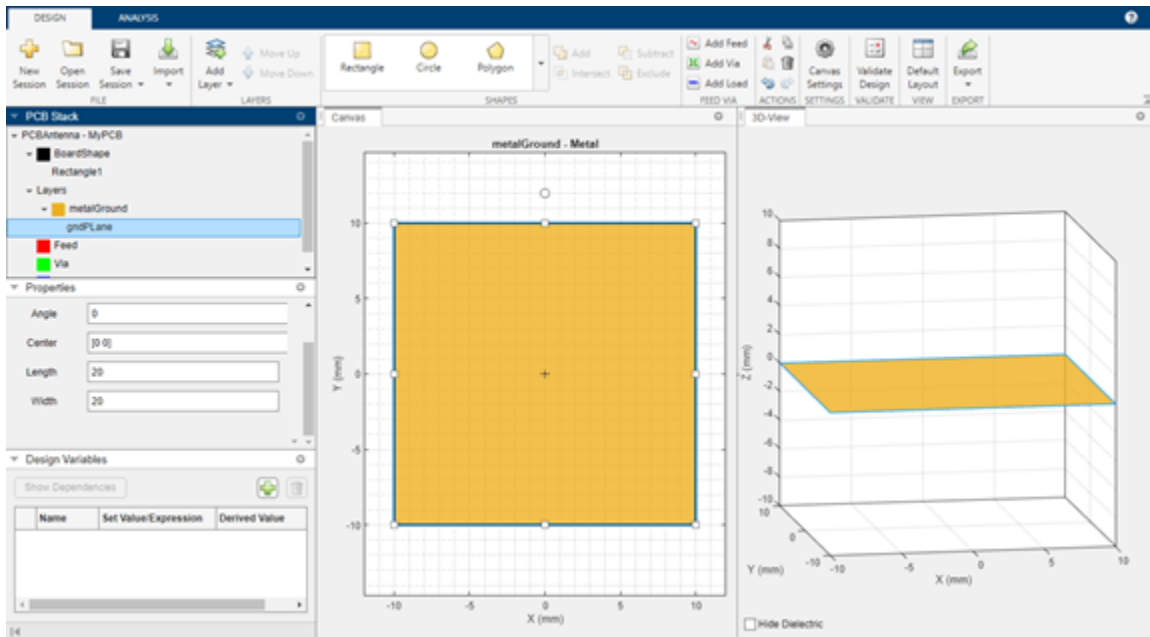 DESIGN ANALYSIS
New Session
Open Session
Save Session
Import
Add Layer
Move Up
Move Down
Rectangle
Circle
Polygon
Add
Subtract
Intersect
Exclude
Add Feed
Add Via
Add Load
Canvas Settings
Validate Design
Default Layout
Export
FILE LAYERS SHAPES FEED VIA ACTIONS SETTINGS VALIDATE VIEW EXPORT
PCB Stack
PCBAntenna - MyPCB
BoardShape
Rectangle1
Layers
metalGround
gndPLane
Feed
Via
Properties
Angle 0
Center [0 0]
Length 20
Width 20
Design Variables
Show Dependencies
Name Set Value/Expression Derived Value
Canvas
metalGround - Metal
10
5
0
-5
-10
Y (mm)
-10 -5 0 5 10
X (mm)
3D-View
10
8
6
4
2
0
-2
-4
-6
-8
-10
Z (mm)
10
0
-10
Y (mm)
-10 -5 0 5 10
X (mm)
Hide Dielectric